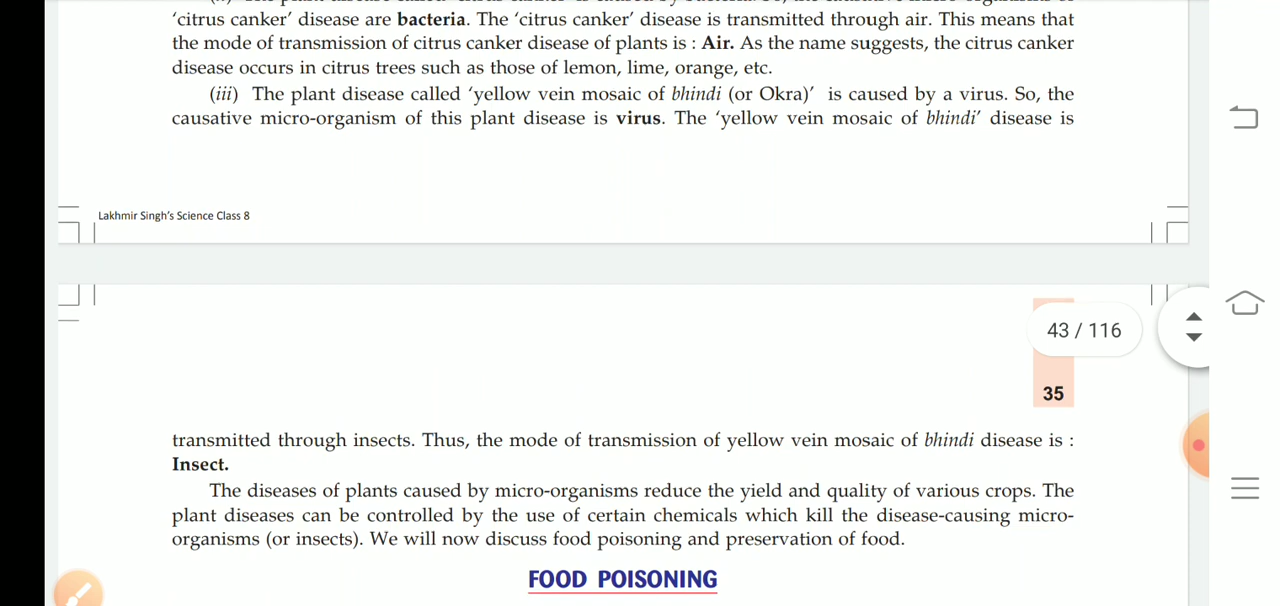 'citrus canker' disease are bacteria. The 'citrus canker' disease is transmitted through air. This means that
the mode of transmission of citrus canker disease of plants is : Air. As the name suggests, the citrus canker
disease occurs in citrus trees such as those of lemon, lime, orange, etc.
(iii) The plant disease called 'yellow vein mosaic of bhindi (or Okra)' is caused by a virus. So, the
causative micro-organism of this plant disease is virus. The 'yellow vein mosaic of bhindi' disease is
Lakhmir Singh's Science Class 8
43 / 116
35
transmitted through insects. Thus, the mode of transmission of yellow vein mosaic of bhindi disease is :
Insect.
The diseases of plants caused by micro-organisms reduce the yield and quality of various crops. The
plant diseases can be controlled by the use of certain chemicals which kill the disease-causing micro-
organisms (or insects). We will now discuss food poisoning and preservation of food.
FOOD POISONING